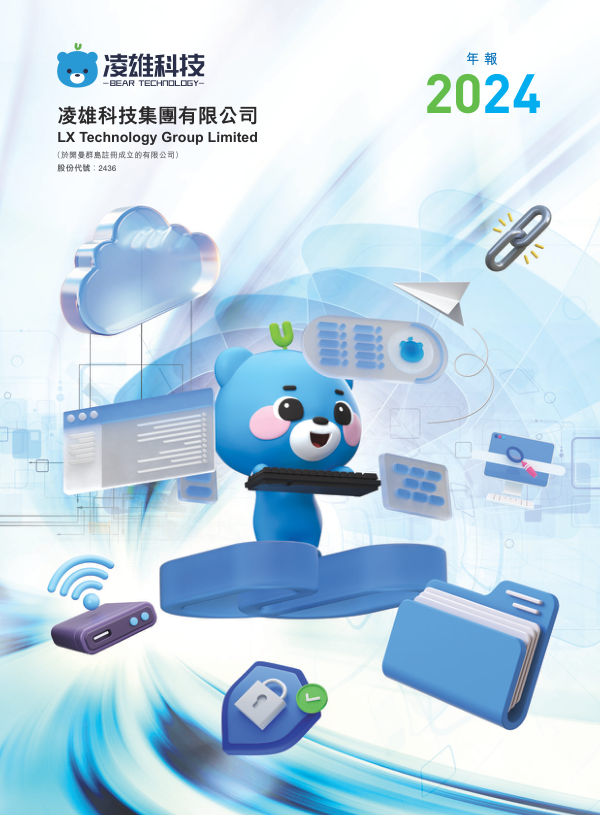 凌雄科技
BEAR TECHNOLOGY
年報
2024
凌雄科技集團有限公司
LX Technology Group Limited
(於開曼群島註冊成立的有限公司)
股份代號：2436